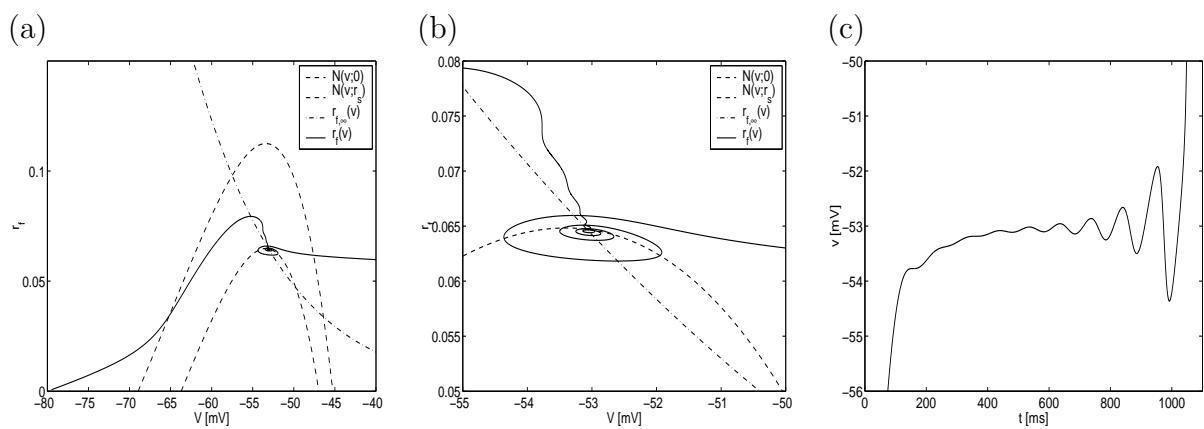 (a)
(b)
(c)
N(v;0)
N(v;r_s)
r_{f,∞}(v)
r_f(v)
0.1
0.05
0
r_f
−80 −75 −70 −65 −60 −55 −50 −45 −40
V [mV]
N(v;0)
N(v;r_s)
r_{f,∞}(v)
r_f(v)
0.08
0.075
0.07
0.065
0.06
0.055
0.05
r_f
−55 −54 −53 −52 −51 −50
V [mV]
−50
−51
−52
−53
−54
−55
−56
v [mV]
0 200 400 600 800 1000
t [ms]